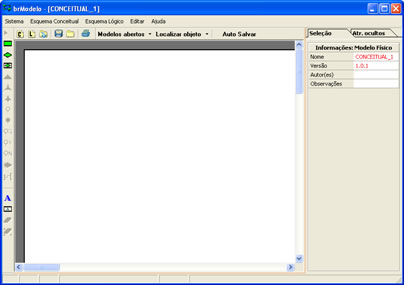 brModelo - [CONCEITUAL_1]
Sistema Esquema Conceitual Esquema Lógico Editar Ajuda
C L Modelos abertos Localizar objeto Auto Salvar
Seleção Atr. ocultos
Informações: Modelo Físico
Nome CONCEITUAL_1
Versão 1.0.1
Autor(es)
Observações
A